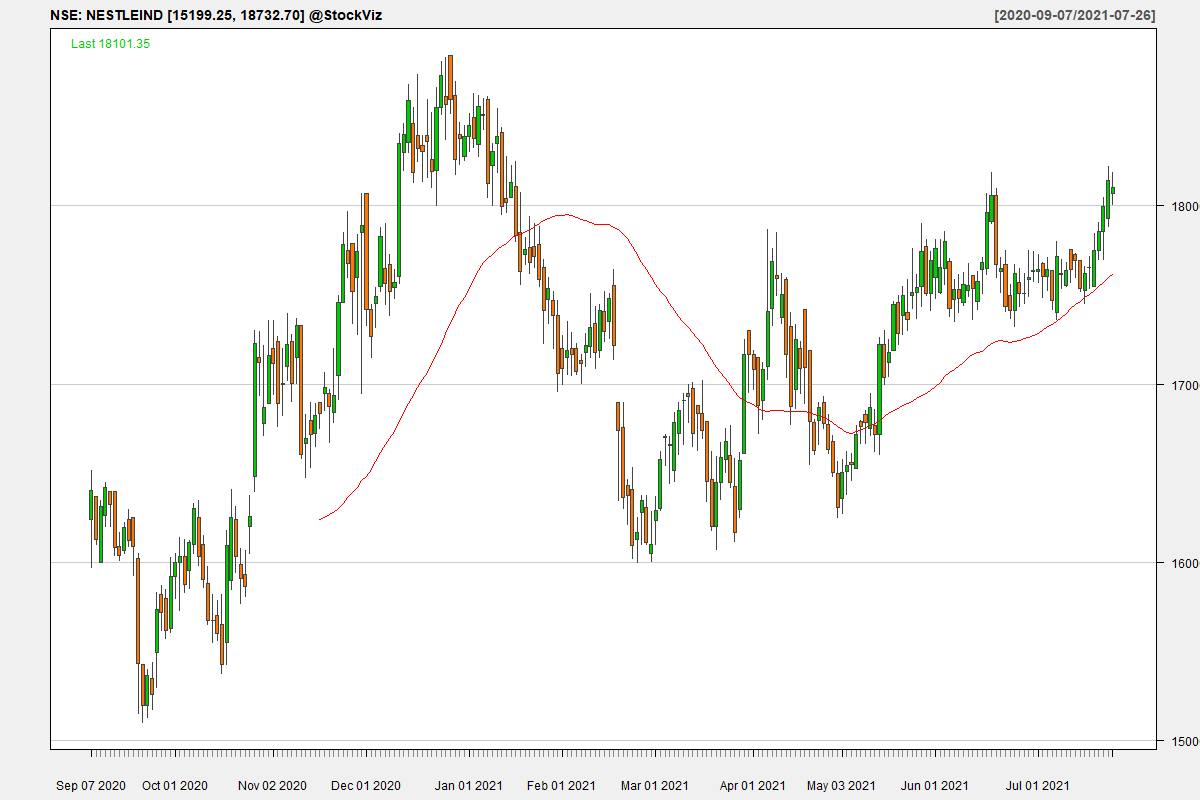 NSE: NESTLEIND [15199.25, 18732.70] @StockViz [2020-09-07/2021-07-26]
Last 18101.35
1800
1700
1600
1500
Sep 07 2020 Oct 01 2020 Nov 02 2020 Dec 01 2020 Jan 01 2021 Feb 01 2021 Mar 01 2021 Apr 01 2021 May 03 2021 Jun 01 2021 Jul 01 2021